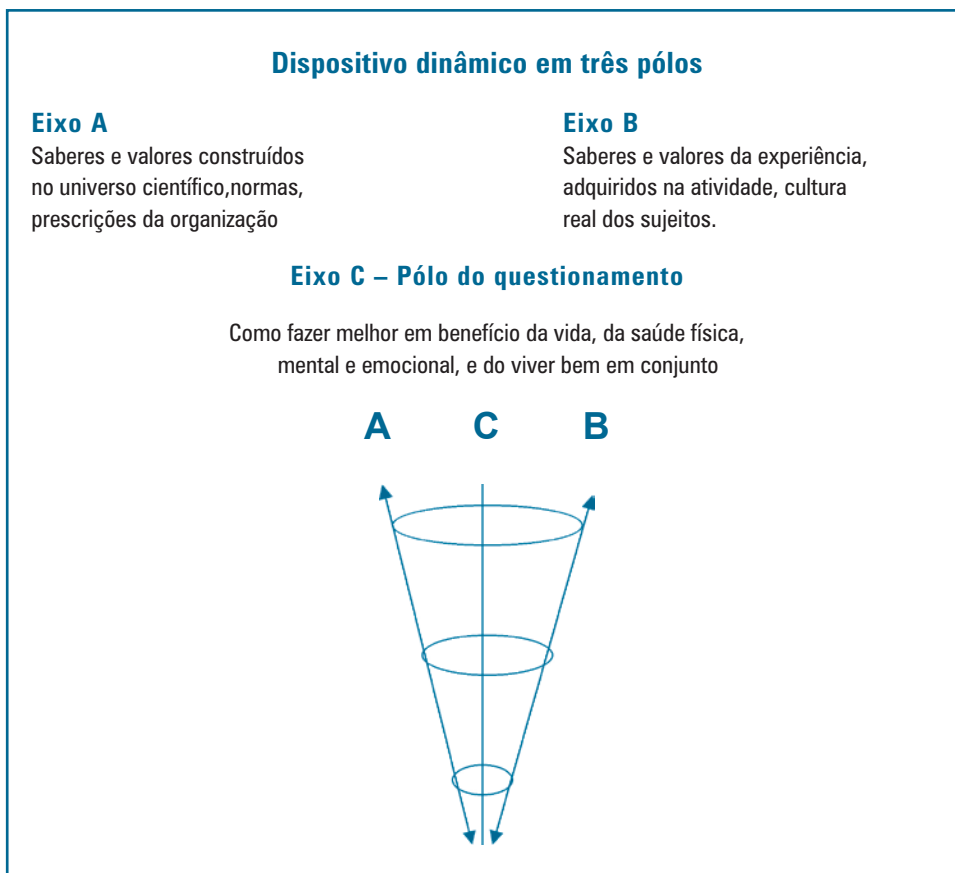 Dispositivo dinâmico em três pólos
Eixo A
Saberes e valores construídos
no universo científico,normas,
prescrições da organização
Eixo B
Saberes e valores da experiência,
adquiridos na atividade, cultura
real dos sujeitos.
Eixo C – Pólo do questionamento
Como fazer melhor em benefício da vida, da saúde física,
mental e emocional, e do viver bem em conjunto
A C B